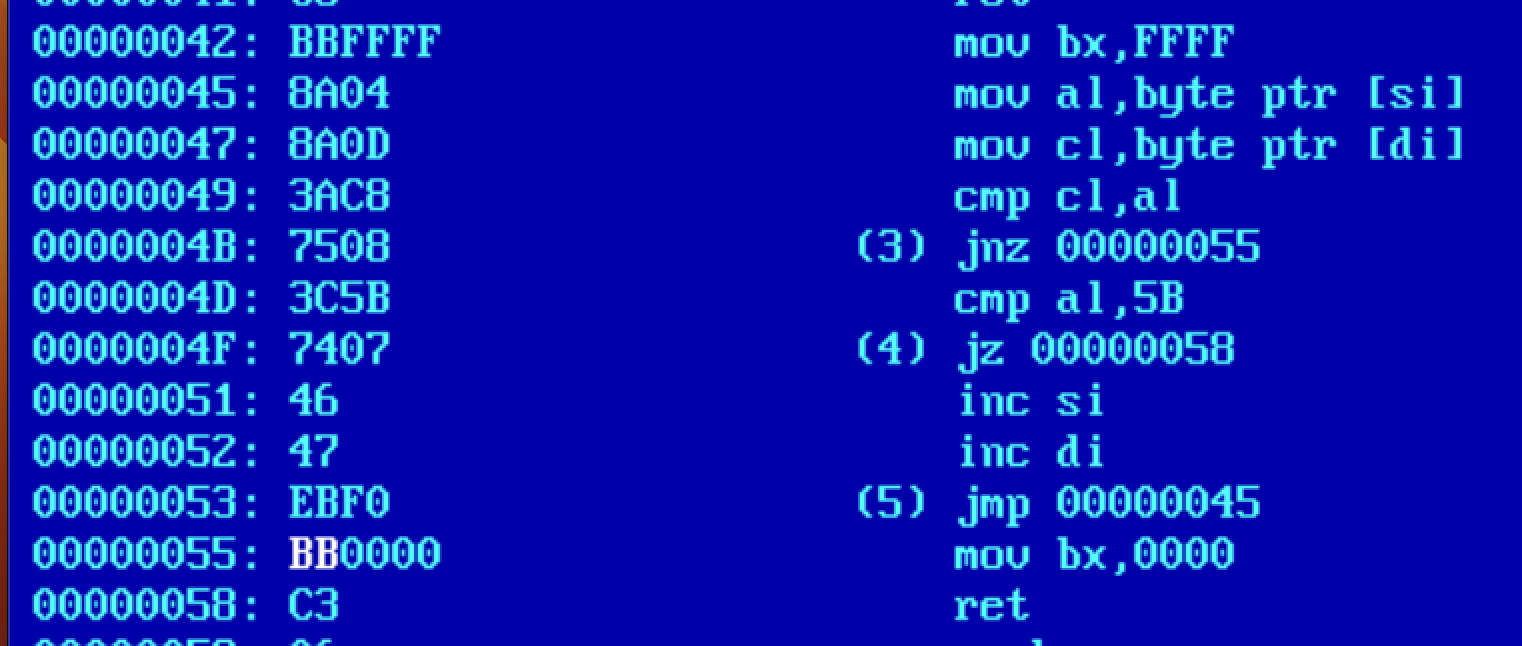 00000042: BBFFFF mov bx,FFFF
00000045: 8A04 mov al,byte ptr [si]
00000047: 8A0D mov cl,byte ptr [di]
00000049: 3AC8 cmp cl,al
0000004B: 7508 (3) jnz 00000055
0000004D: 3C5B cmp al,5B
0000004F: 7407 (4) jz 00000058
00000051: 46 inc si
00000052: 47 inc di
00000053: EBF0 (5) jmp 00000045
00000055: BB0000 mov bx,0000
00000058: C3 ret